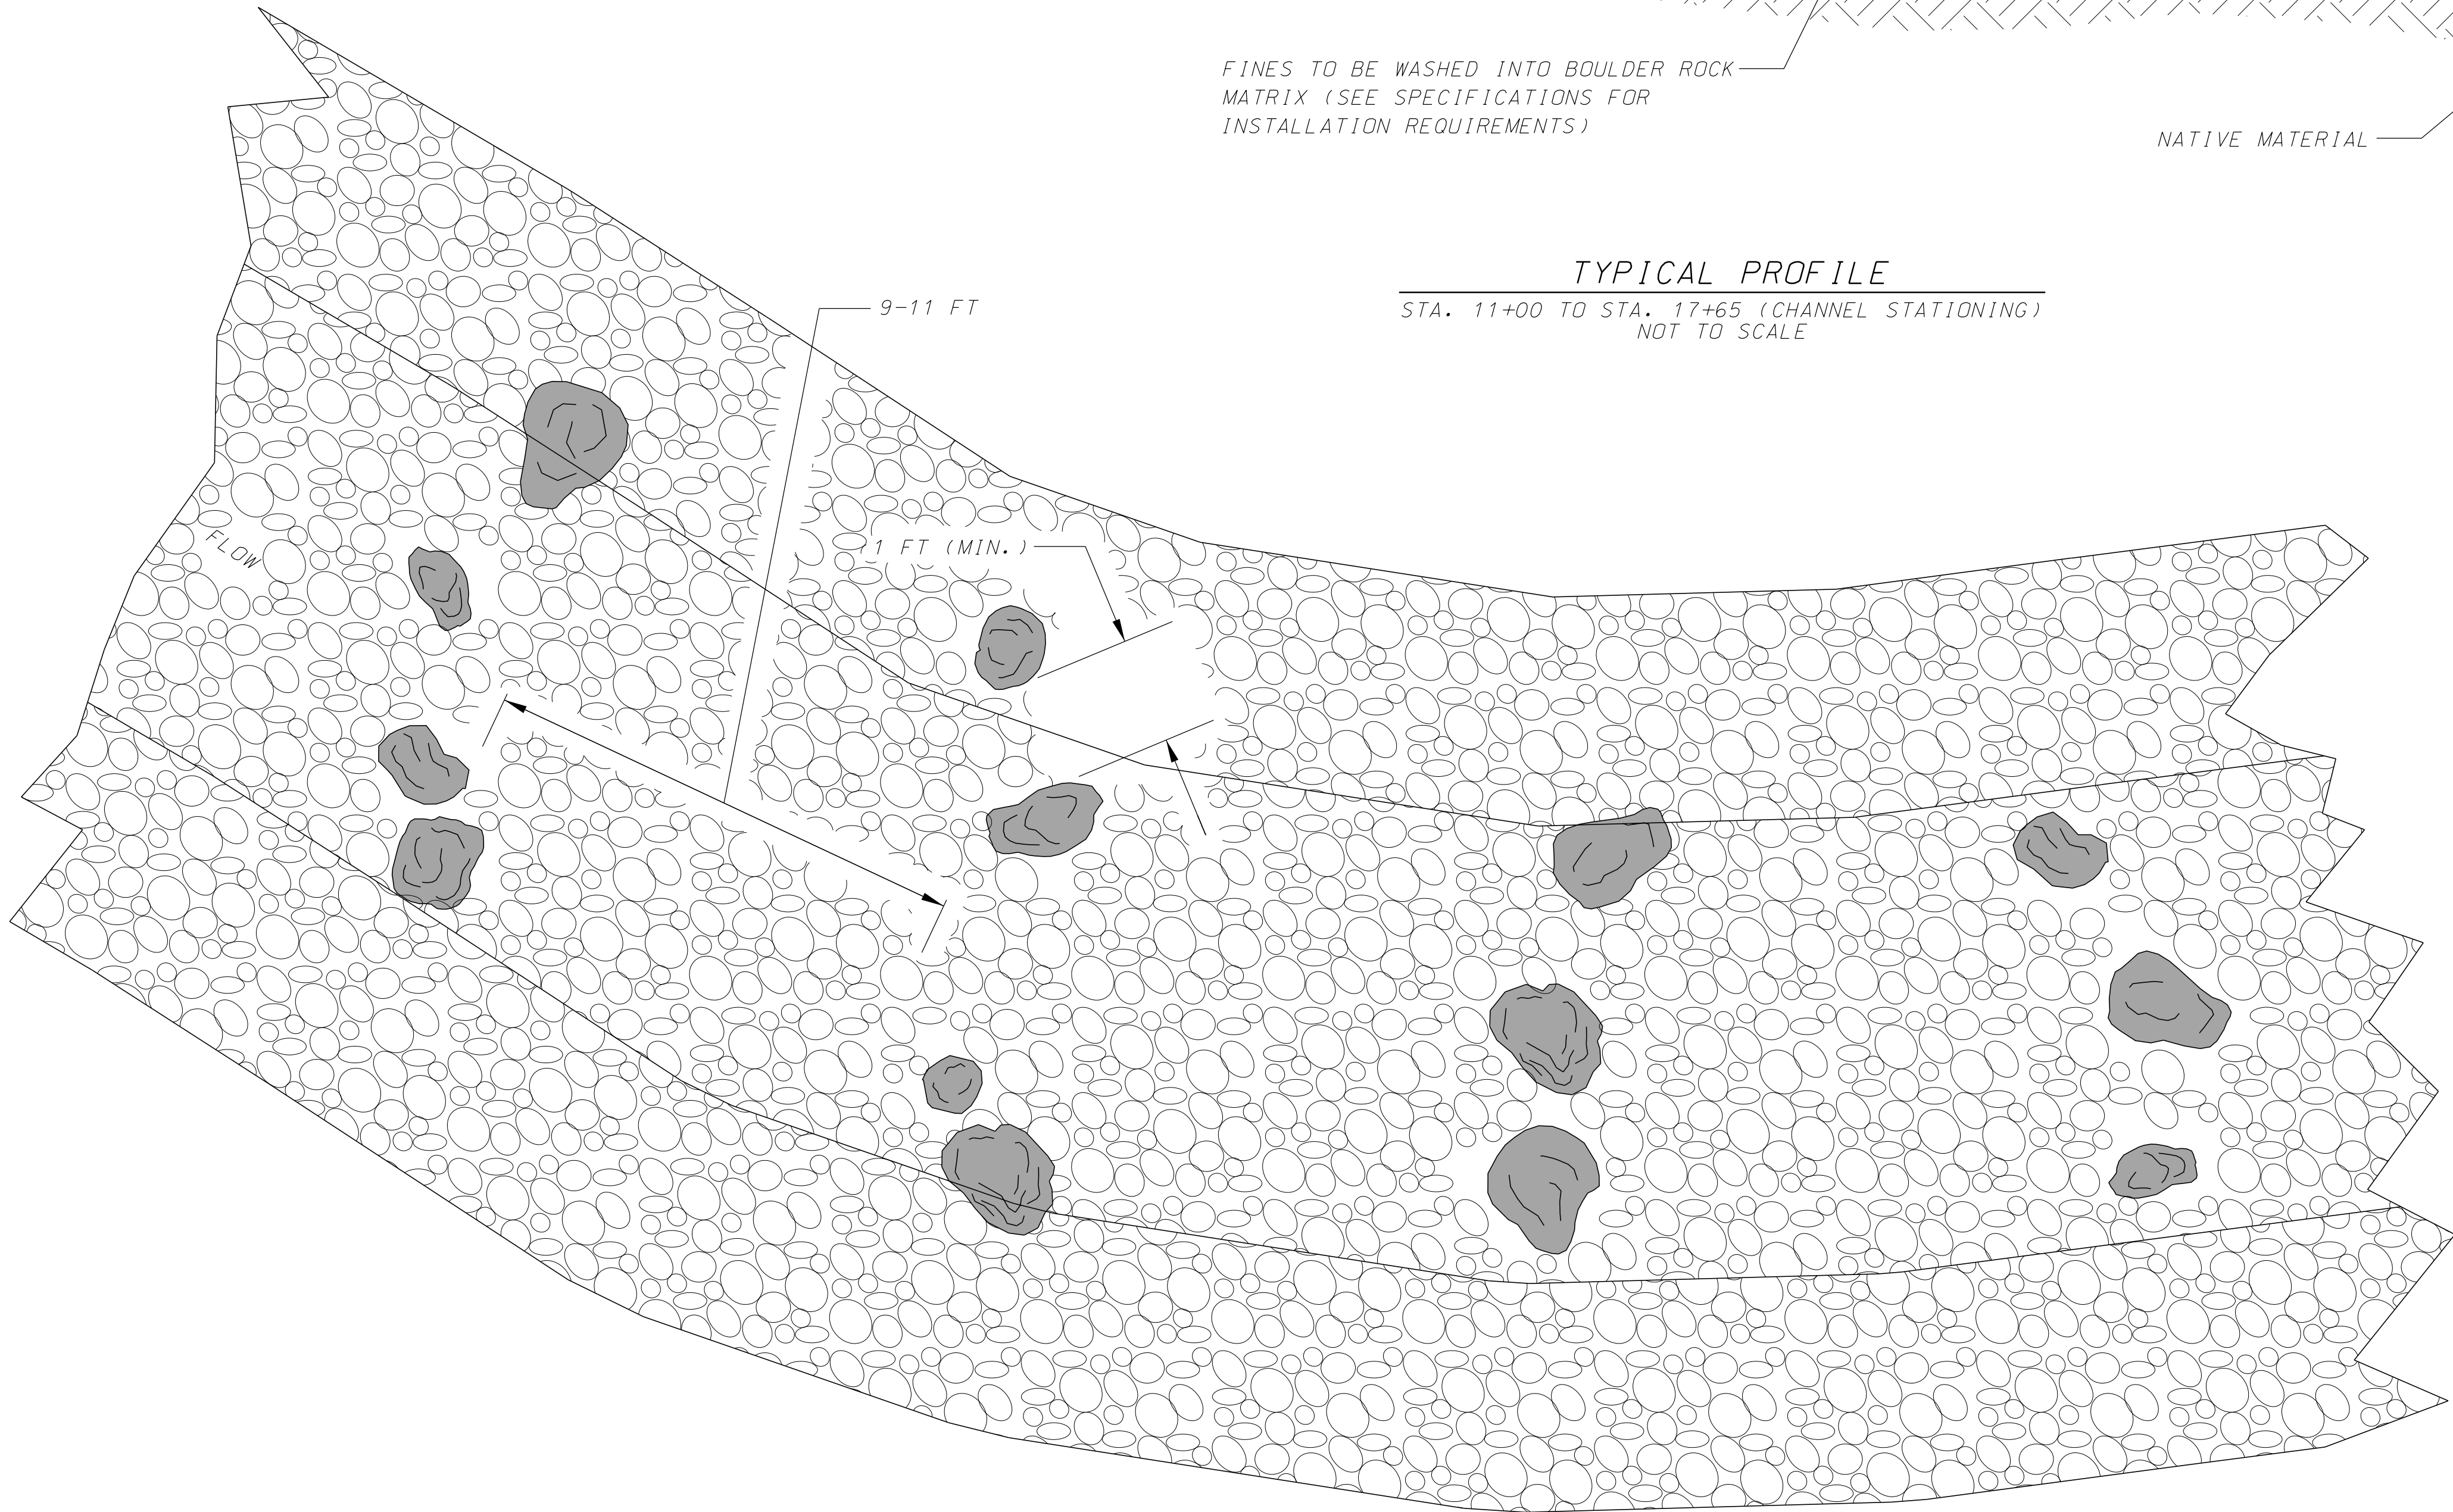 FINES TO BE WASHED INTO BOULDER ROCK
MATRIX (SEE SPECIFICATIONS FOR
INSTALLATION REQUIREMENTS)
NATIVE MATERIAL
TYPICAL PROFILE
STA. 11+00 TO STA. 17+65 (CHANNEL STATIONING)
NOT TO SCALE
9-11 FT
1 FT (MIN.)
FLOW